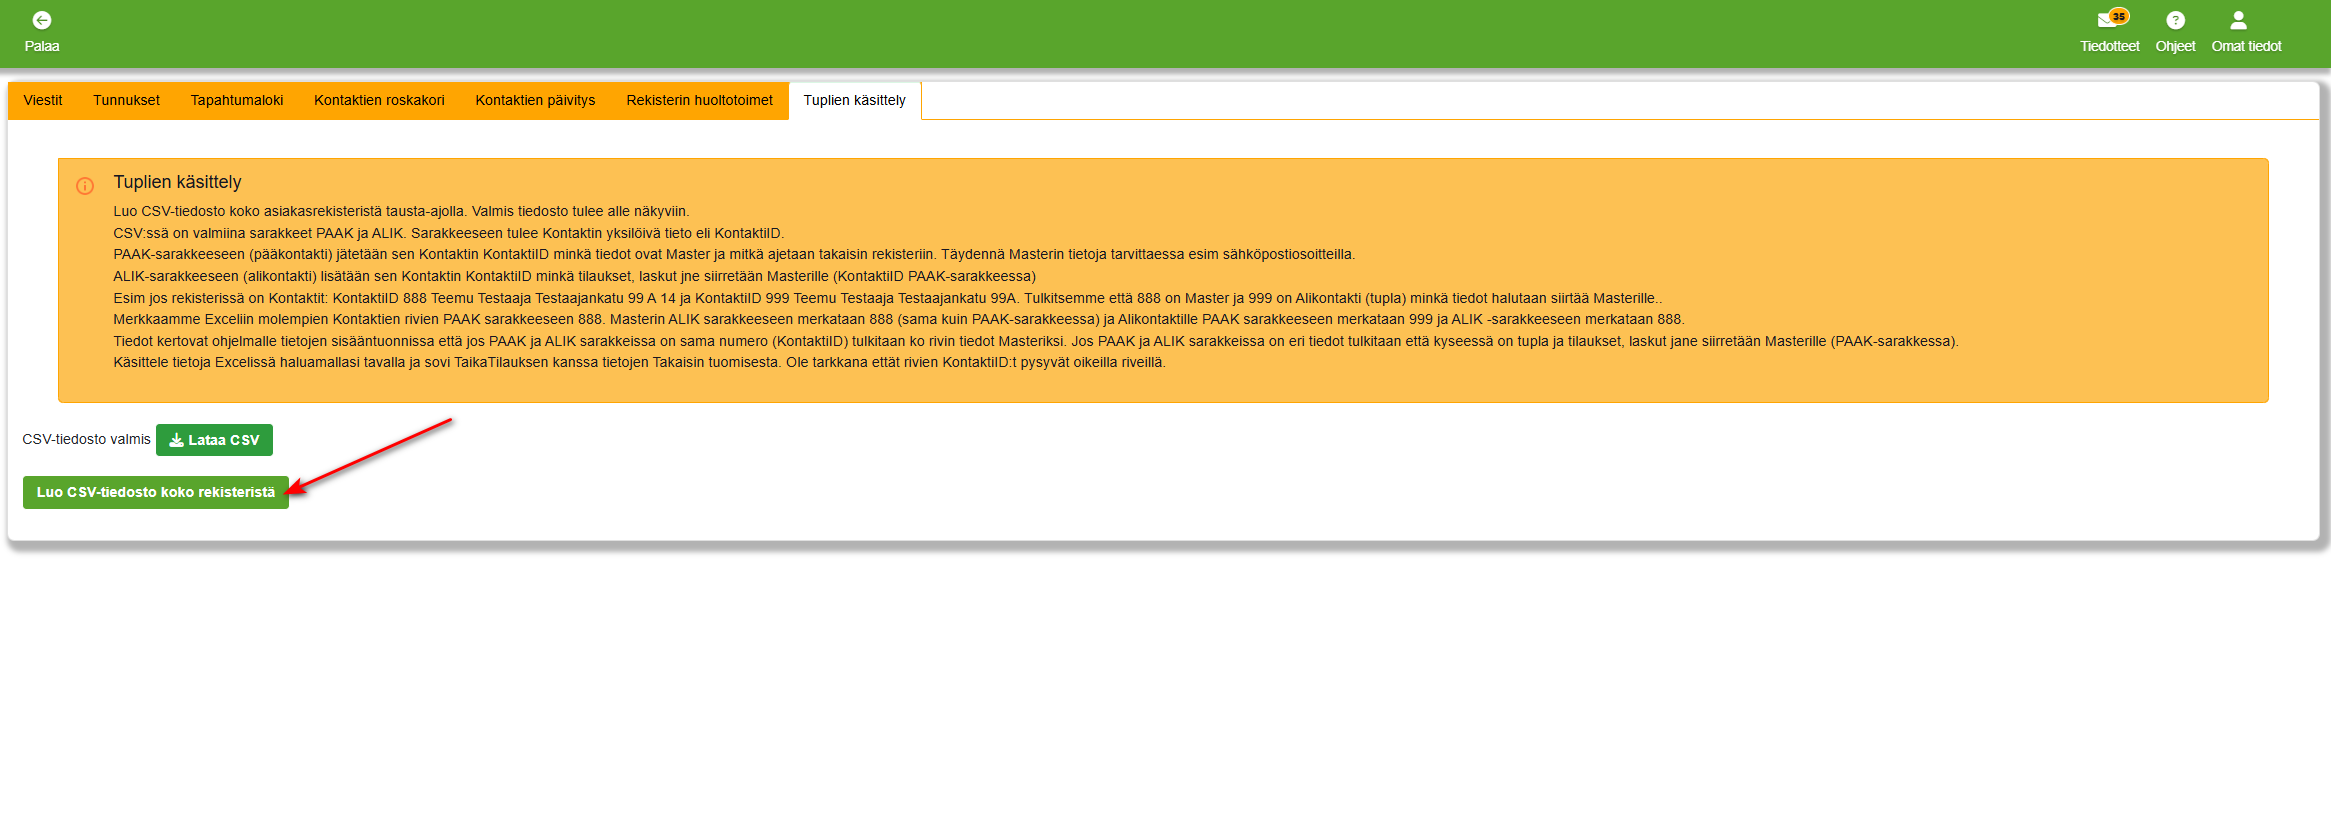 Palaa
35
Tiedotteet Ohjeet Omat tiedot
Viestit Tunnukset Tapahtumaloki Kontaktien roskakori Kontaktien päivitys Rekisterin huoltotoimet Tuplien käsittely
Tuplien käsittely
Luo CSV-tiedosto koko asiakasrekisteristä tausta-ajolla. Valmis tiedosto tulee alle näkyviin.
CSV:ssä on valmiina sarakkeet PAAK ja ALIK. Sarakkeeseen tulee Kontaktin yksilöivä tieto eli KontaktiID.
PAAK-sarakkeeseen (pääkontakti) jätetään sen Kontaktin KontaktiID minkä tiedot ovat Master ja mitkä ajetaan takaisin rekisteriin. Täydennä Masterin tietoja tarvittaessa esim sähköpostiosoitteilla.
ALIK-sarakkeeseen (alikontakti) lisätään sen Kontaktin KontaktiID minkä tilaukset, laskut jne siirretään Masterille (KontaktiID PAAK-sarakkeessa)
Esim jos rekisterissä on Kontaktit: KontaktiID 888 Teemu Testaaja Testaajankatu 99 A 14 ja KontaktiID 999 Teemu Testaaja Testaajankatu 99A. Tulkitsemme että 888 on Master ja 999 on Alikontakti (tupla) minkä tiedot halutaan siirtää Masterille..
Merkkaamme Exceliin molempien Kontaktien rivien PAAK sarakkeeseen 888. Masterin ALIK sarakkeeseen merkataan 888 (sama kuin PAAK-sarakkeessa) ja Alikontaktille PAAK sarakkeeseen merkataan 999 ja ALIK -sarakkeeseen merkataan 888.
Tiedot kertovat ohjelmalle tietojen sisääntuonnissa että jos PAAK ja ALIK sarakkeissa on sama numero (KontaktiID) tulkitaan ko rivin tiedot Masteriksi. Jos PAAK ja ALIK sarakkeissa on eri tiedot tulkitaan että kyseessä on tupla ja tilaukset, laskut jane siirretään Masterille (PAAK-sarakkessa).
Käsittele tietoja Excelissä haluamallasi tavalla ja sovi TaikaTilauksen kanssa tietojen Takaisin tuomisesta. Ole tarkkana ettät rivien KontaktiID:t pysyvät oikeilla riveillä.
CSV-tiedosto valmis Lataa CSV
Luo CSV-tiedosto koko rekisteristä